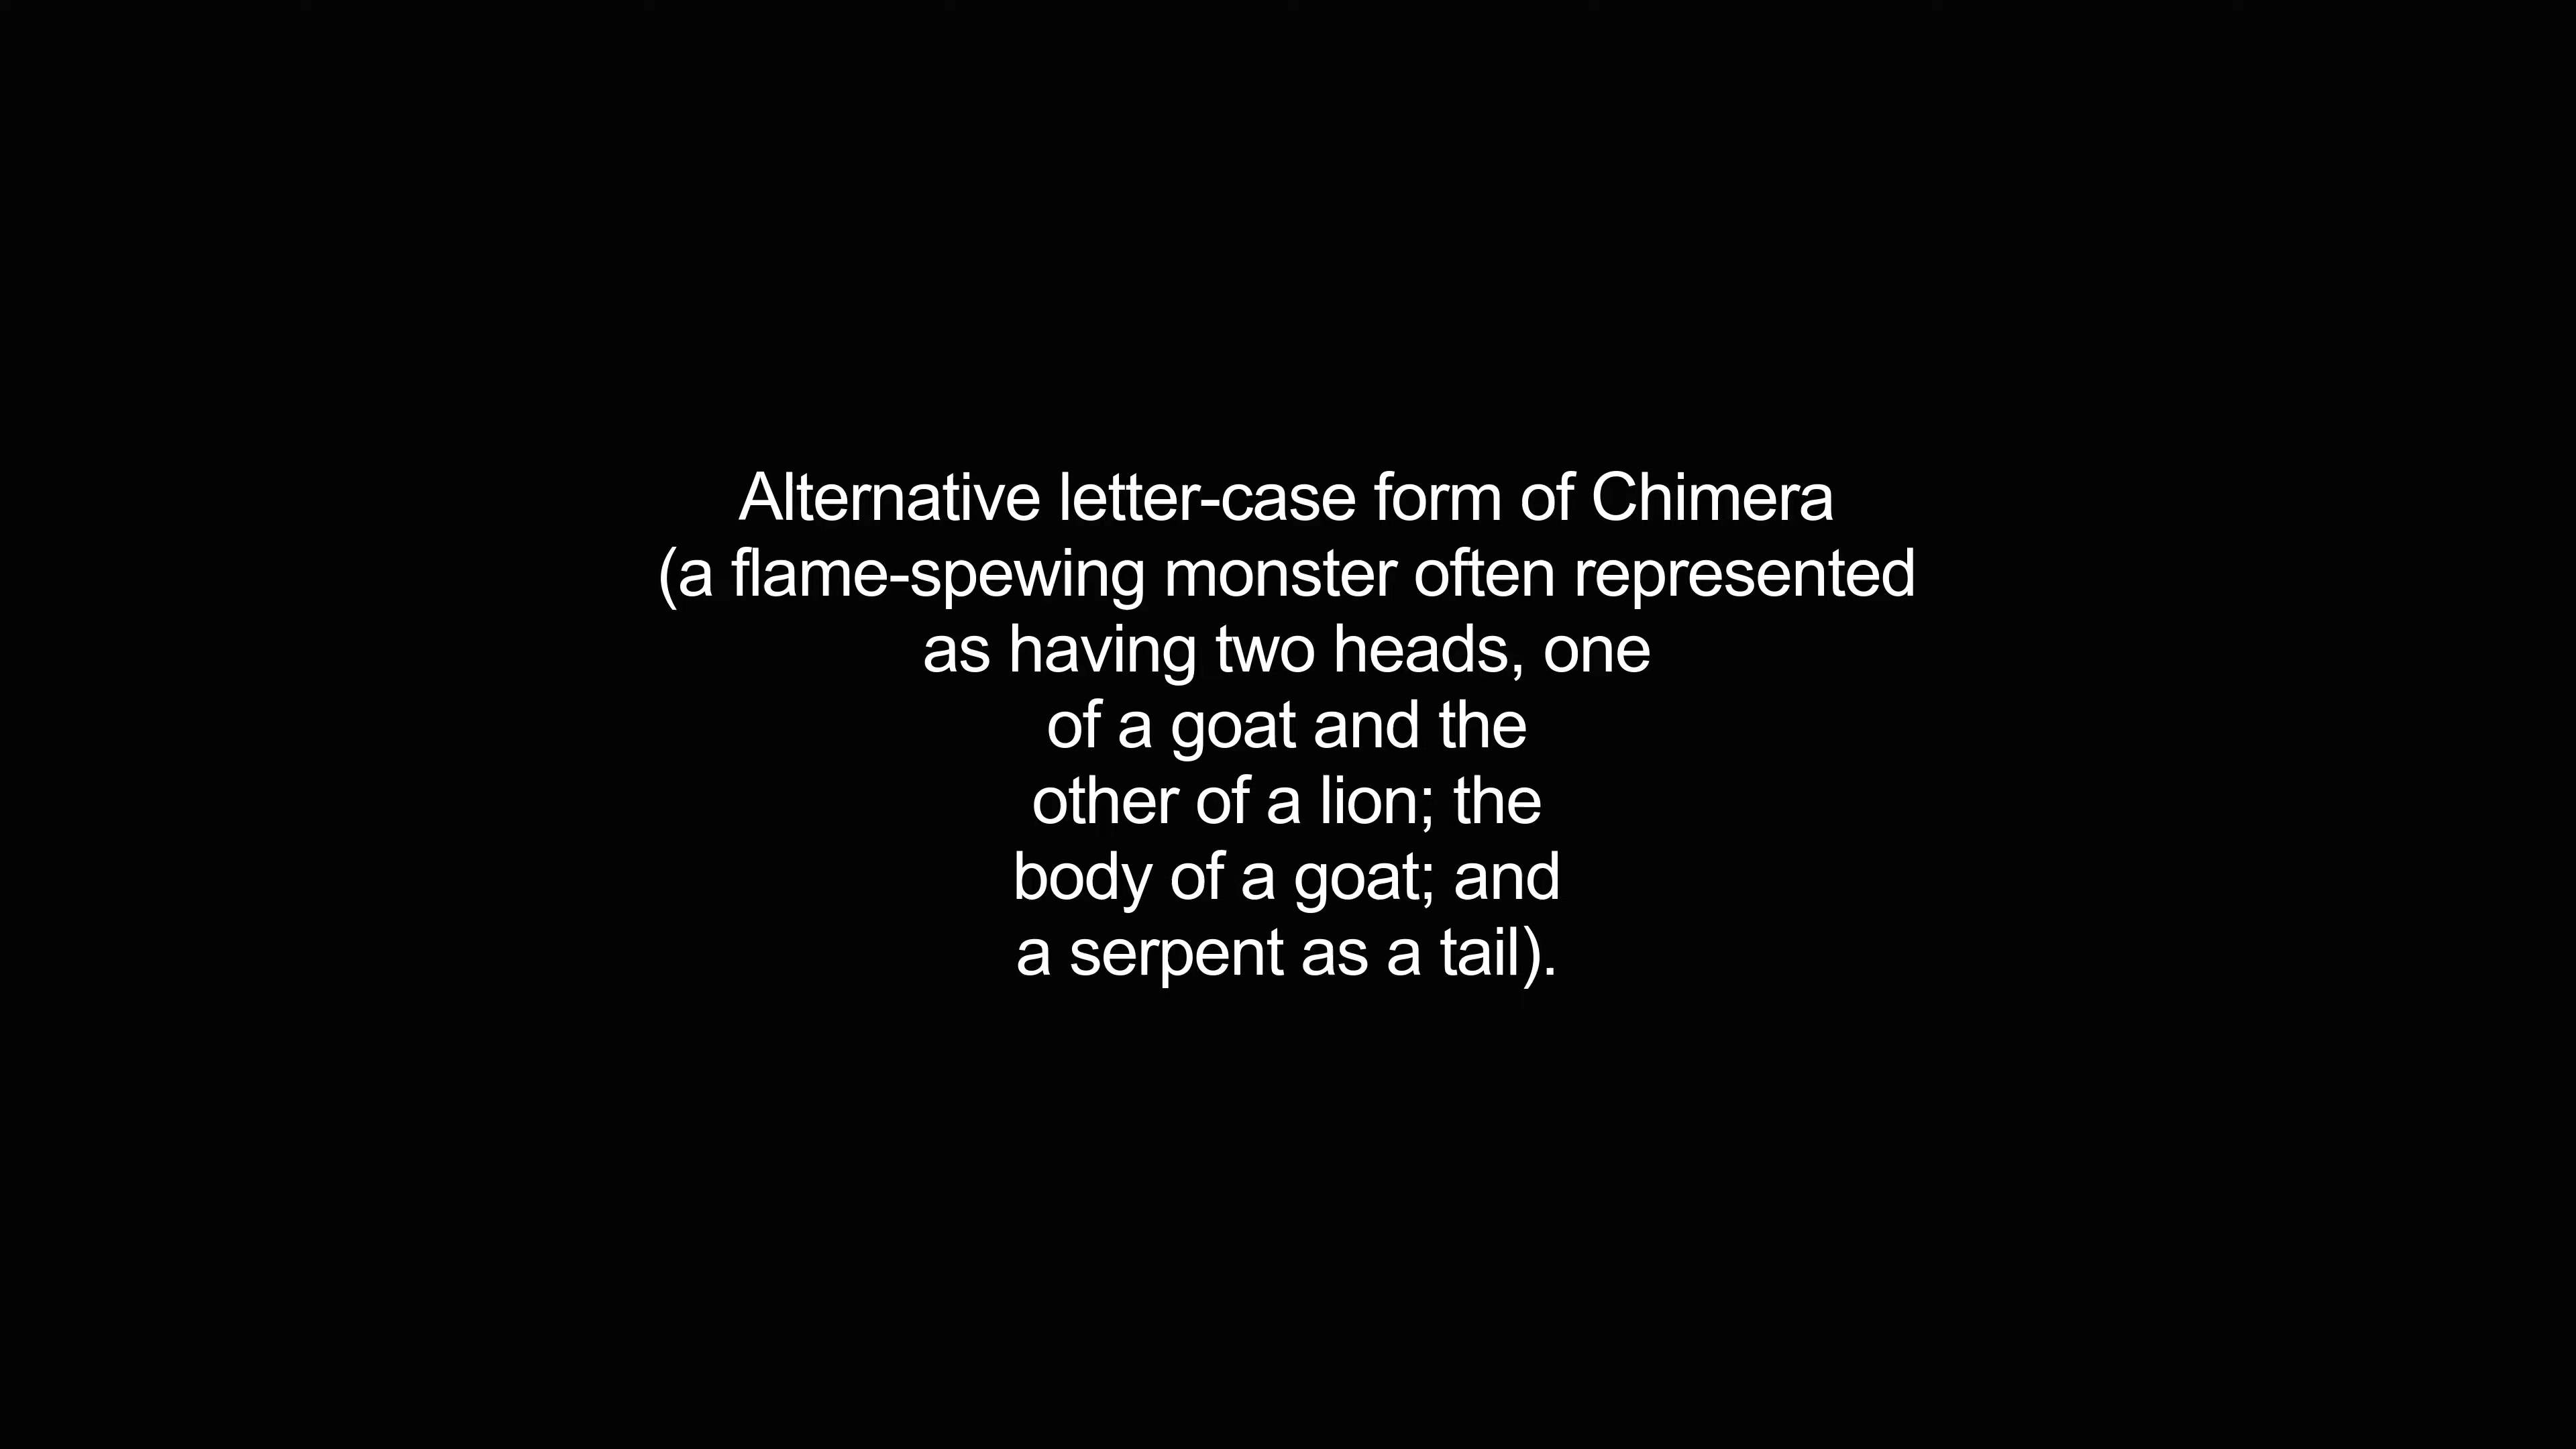 Alternative letter-case form of Chimera
(a flame-spewing monster often represented
as having two heads, one
of a goat and the
other of a lion; the
body of a goat; and
a serpent as a tail).